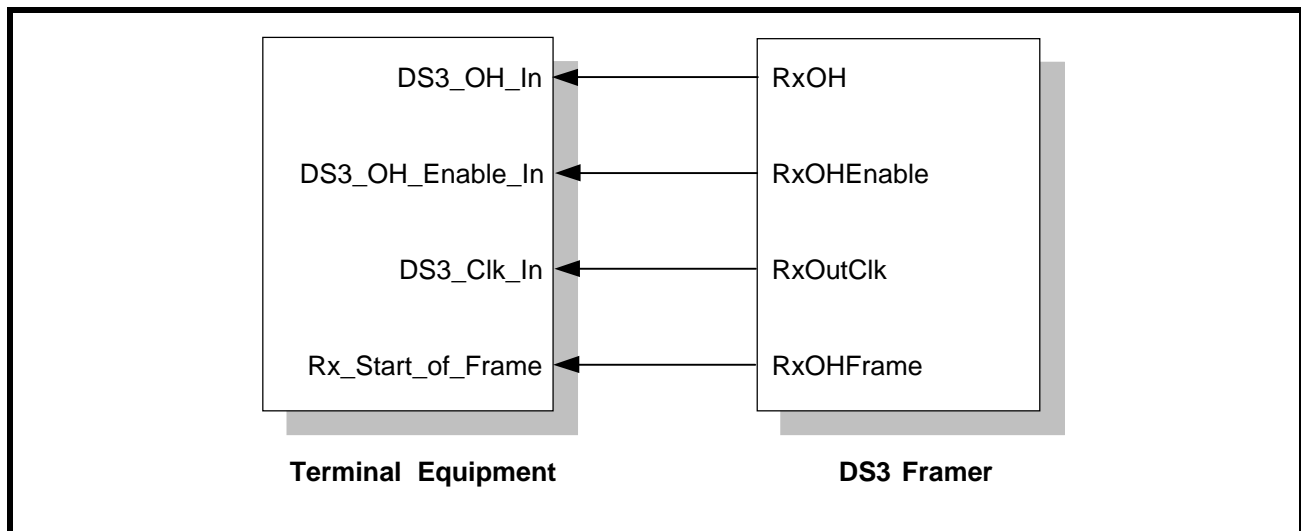 DS3_OH_In
RxOH
DS3_OH_Enable_In
RxOHEnable
DS3_Clk_In
RxOutClk
Rx_Start_of_Frame
RxOHFrame
Terminal Equipment
DS3 Framer